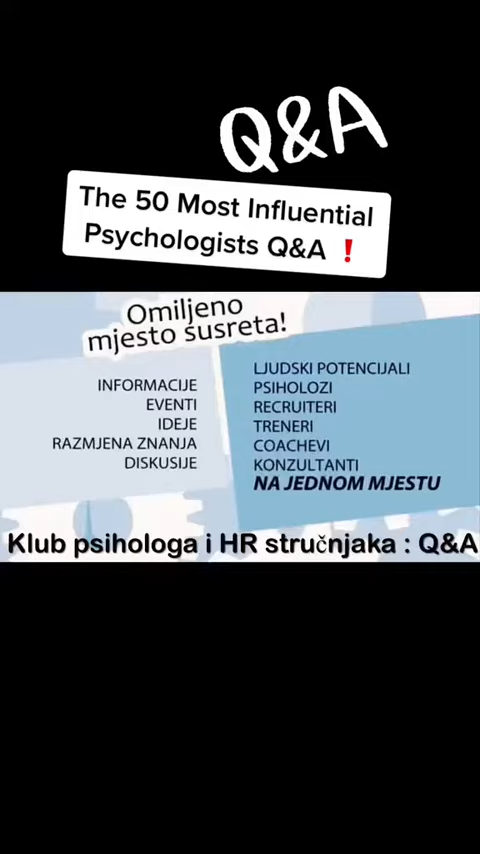 Q&A
The 50 Most Influential
Psychologists Q&A ❗
Omiljeno
mjesto susreta!
INFORMACIJE
EVENTI
IDEJE
RAZMJENA ZNANJA
DISKUSIJE
LJUDSKI POTENCIJALI
PSIHOLOZI
RECRUITERI
TRENERI
COACHEVI
KONZULTANTI
NA JEDNOM MJESTU
Klub psihologa i HR stručnjaka : Q&A